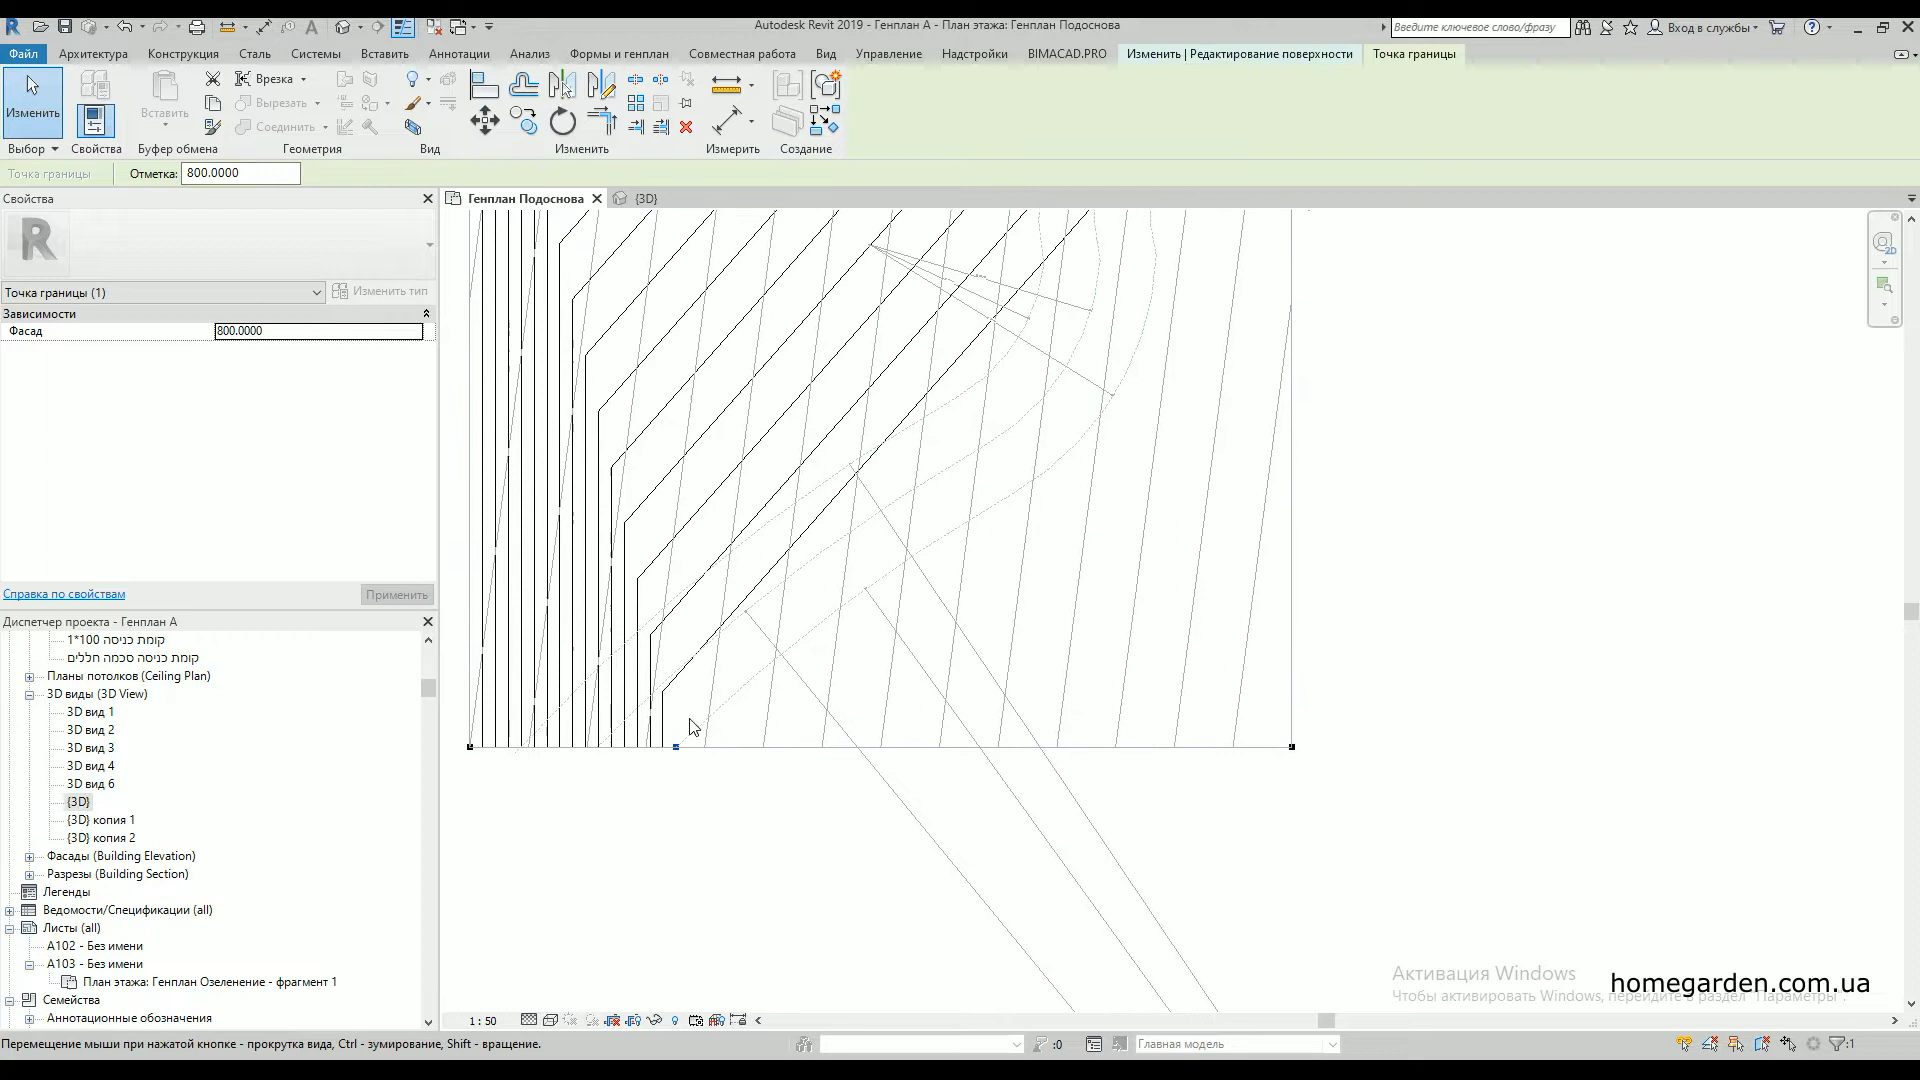 Autodesk Revit 2019 - Генплан А - План этажа: Генплан Подоснова
Введите ключевое слово/фразу
Вход в службы
Файл Архитектура Конструкция Сталь Системы Вставить Аннотации Анализ Формы и генплан Совместная работа Вид Управление Надстройки BIMACAD.PRO Изменить | Редактирование поверхности Точка границы
Изменить
Вставить
Врезка
Вырезать
Соединить
Выбор Свойства Буфер обмена Геометрия Вид Изменить Измерить Создание
Точка границы Отметка: 800.0000
Свойства
Генплан Подоснова {3D}
R
2D
Точка границы (1) Изменить тип
Зависимости
Фасад 800.0000
Справка по свойствам Применить
Диспетчер проекта - Генплан А
קומת כניסה 100*1
קומת כניסה סכמה חללים
Планы потолков (Ceiling Plan)
3D виды (3D View)
3D вид 1
3D вид 2
3D вид 3
3D вид 4
3D вид 6
{3D}
{3D} копия 1
{3D} копия 2
Фасады (Building Elevation)
Разрезы (Building Section)
Легенды
Ведомости/Спецификации (all)
Листы (all)
A102 - Без имени
A103 - Без имени
План этажа: Генплан Озеленение - фрагмент 1
Семейства
Аннотационные обозначения
Активация Windows
Чтобы активировать Windows, перейдите в раздел "Параметры".
homegarden.com.ua
1 : 50
Перемещение мыши при нажатой кнопке - прокрутка вида, Ctrl - зумирование, Shift - вращение.
:0
Главная модель
:1